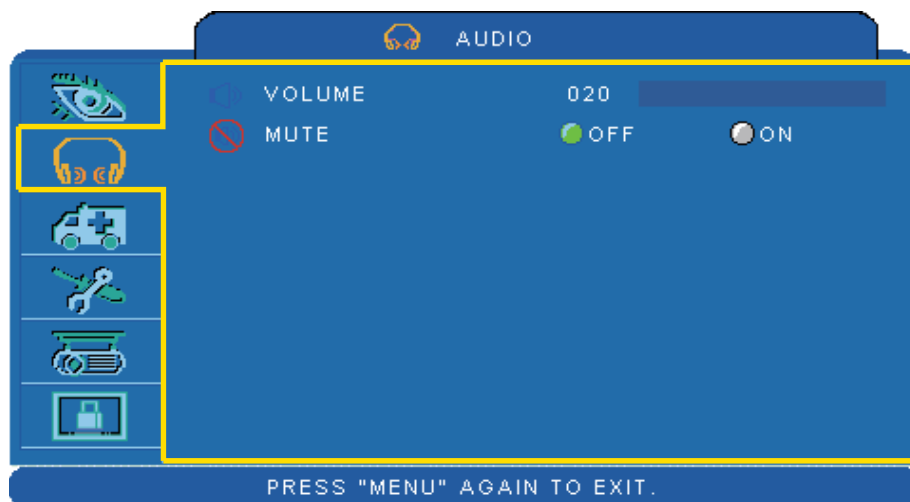 AUDIO
VOLUME 020
MUTE OFF ON
PRESS "MENU" AGAIN TO EXIT.